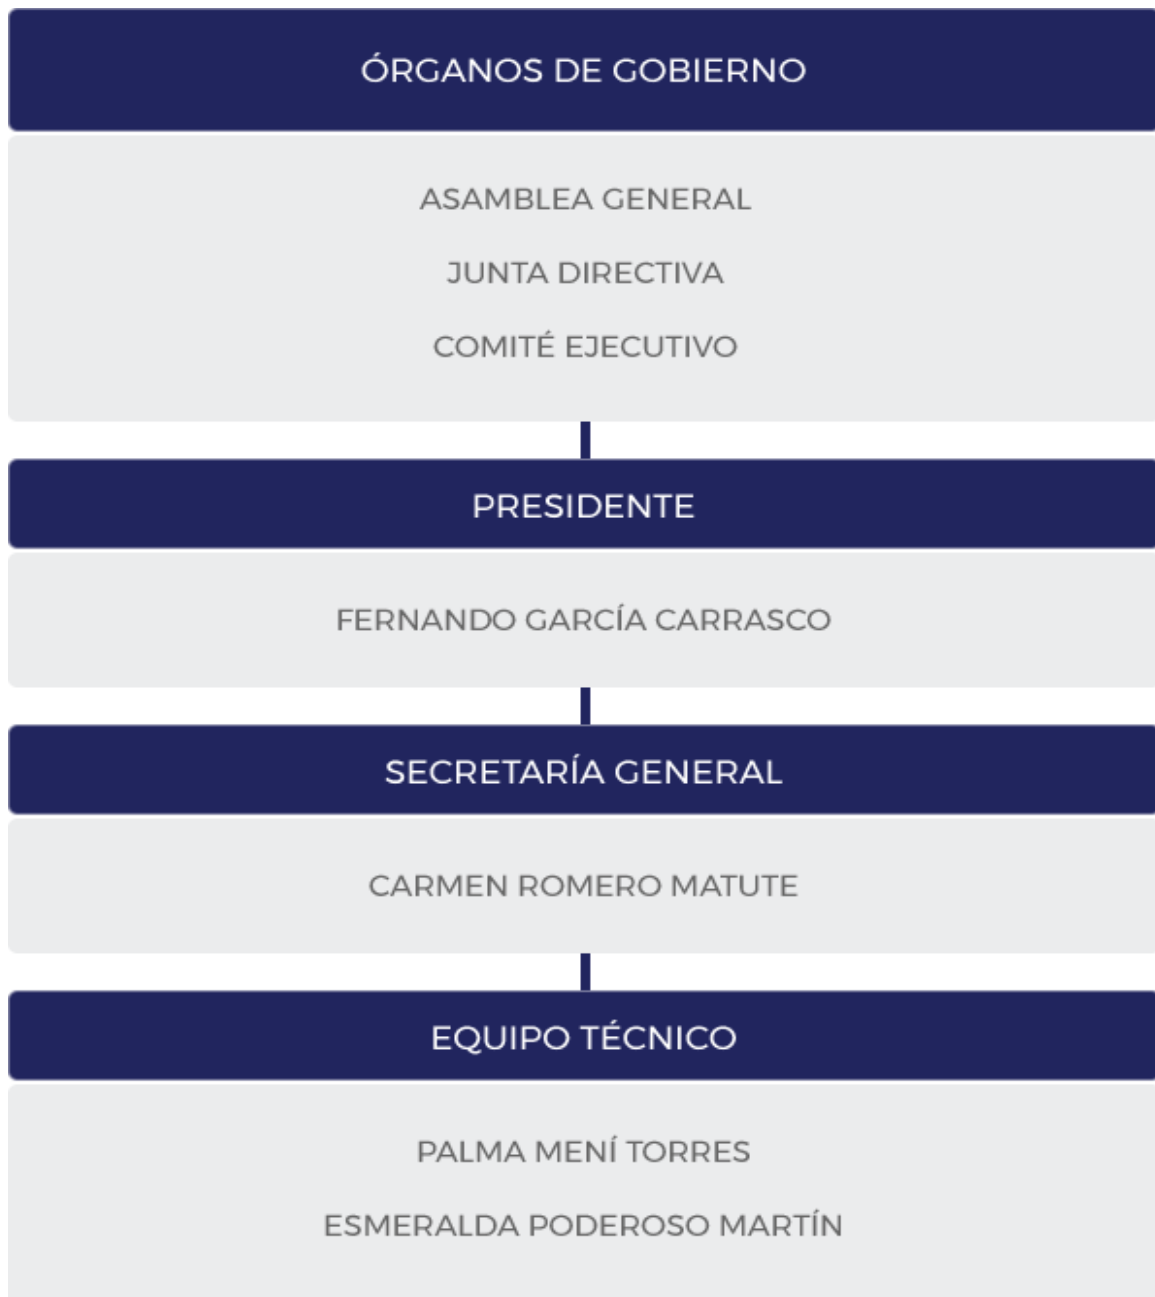 ÓRGANOS DE GOBIERNO
ASAMBLEA GENERAL
JUNTA DIRECTIVA
COMITÉ EJECUTIVO
PRESIDENTE
FERNANDO GARCÍA CARRASCO
SECRETARÍA GENERAL
CARMEN ROMERO MATUTE
EQUIPO TÉCNICO
PALMA MENÍ TORRES
ESMERALDA PODEROSO MARTÍN